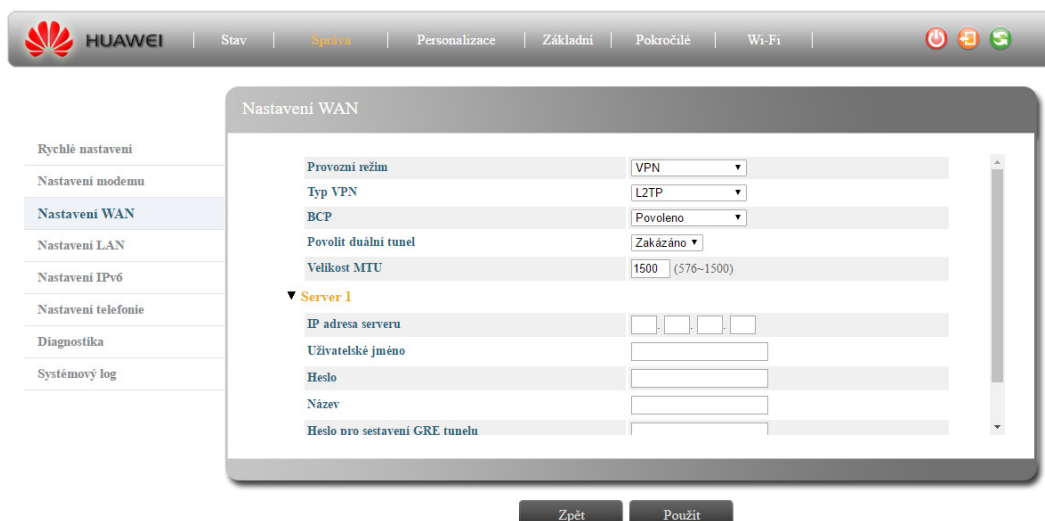 HUAWEI | Stav | Správa | Personalizace | Základní | Pokročilé | Wi-Fi |
Nastavení WAN
Rychlé nastavení
Nastavení modemu
Nastavení WAN
Nastavení LAN
Nastavení IPv6
Nastavení telefonie
Diagnostika
Systémový log
Provozní režim VPN
Typ VPN L2TP
BCP Povoleno
Povolit duální tunel Zakázáno
Velikost MTU 1500 (576~1500)
▼ Server 1
IP adresa serveru . . .
Uživatelské jméno
Heslo
Název
Heslo pro sestavení GRE tunelu
Zpět Použít